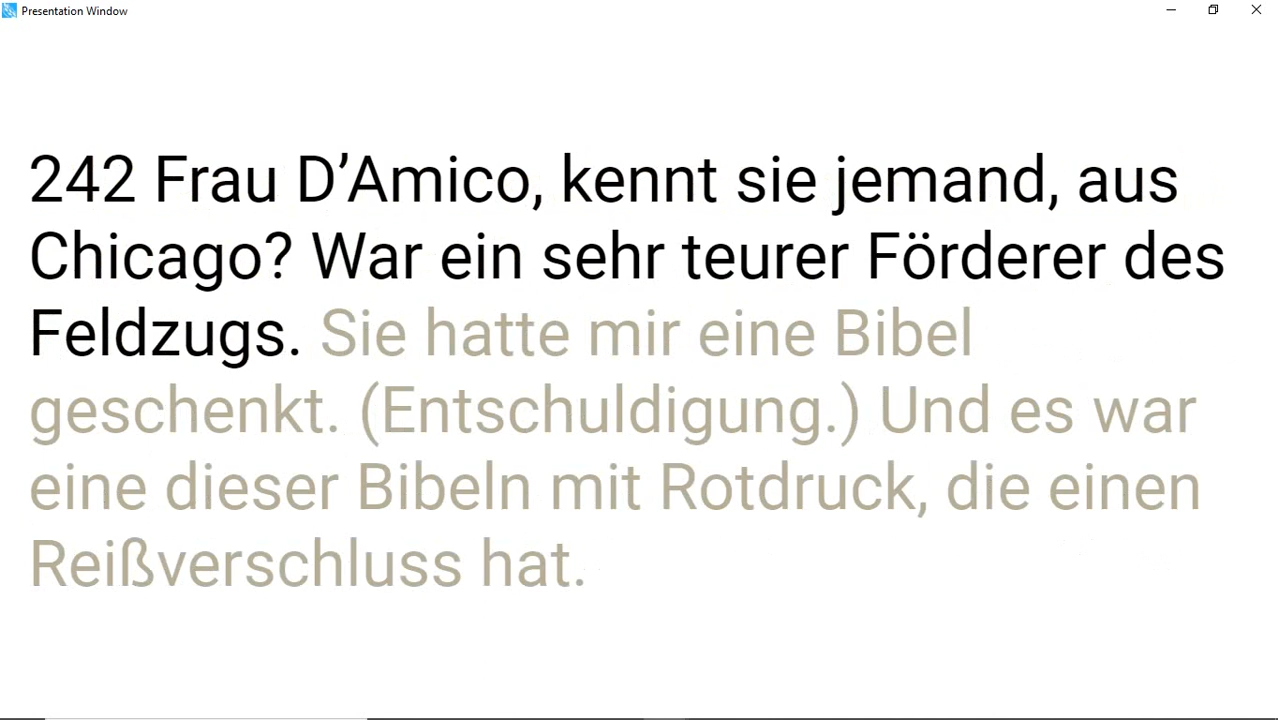 Presentation Window
242 Frau D’Amico, kennt sie jemand, aus
Chicago? War ein sehr teurer Förderer des
Feldzugs. Sie hatte mir eine Bibel
geschenkt. (Entschuldigung.) Und es war
eine dieser Bibeln mit Rotdruck, die einen
Reißverschluss hat.